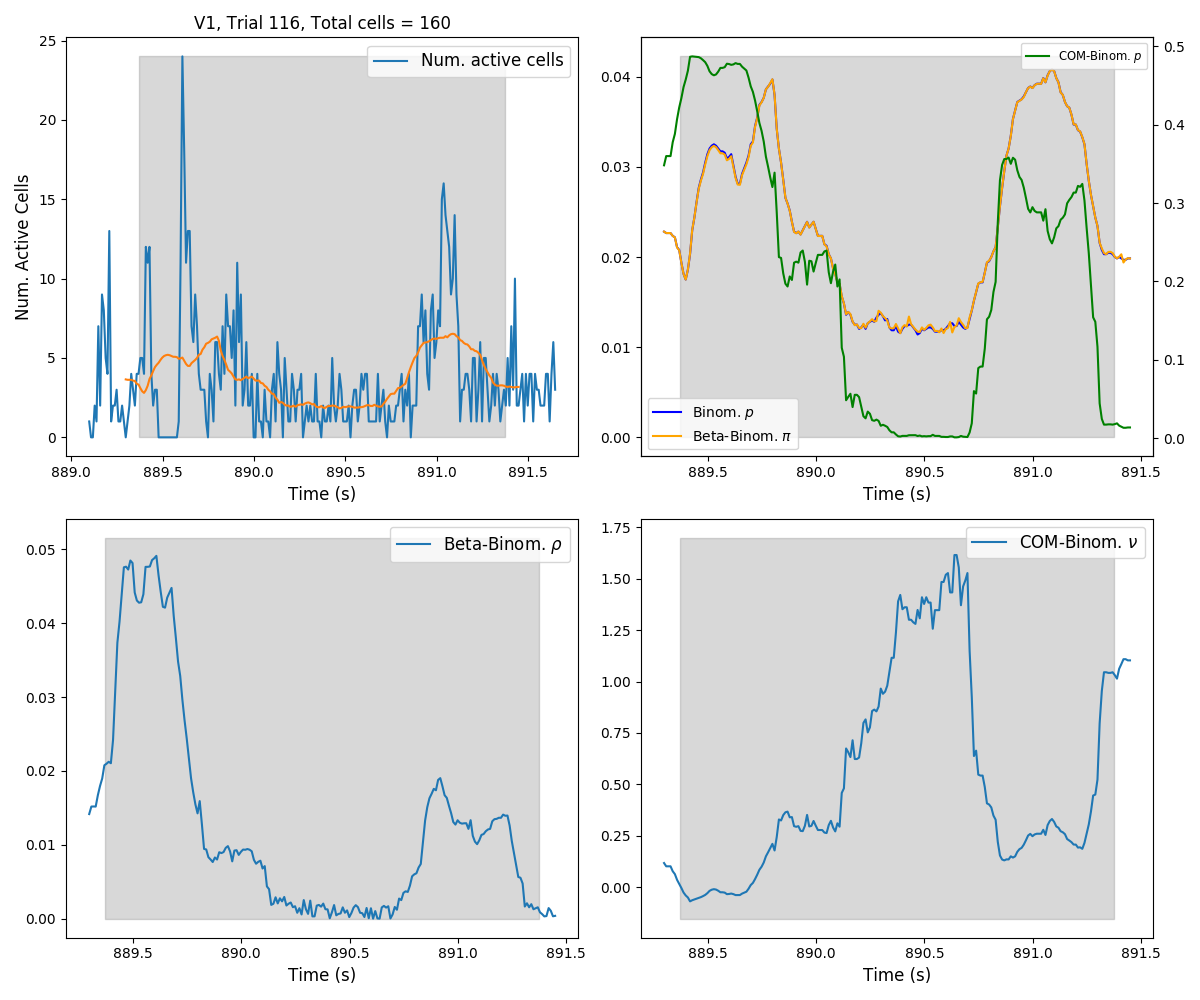 V1, Trial 116, Total cells = 160
Num. active cells
Num. Active Cells
25
20
15
10
5
0
889.0 889.5 890.0 890.5 891.0 891.5
Time (s)
COM-Binom. p
Binom. p
Beta-Binom. π
0.04
0.03
0.02
0.01
0.00
0.5
0.4
0.3
0.2
0.1
0.0
889.5 890.0 890.5 891.0 891.5
Time (s)
Beta-Binom. ρ
0.05
0.04
0.03
0.02
0.01
0.00
889.5 890.0 890.5 891.0 891.5
Time (s)
COM-Binom. ν
1.75
1.50
1.25
1.00
0.75
0.50
0.25
0.00
889.5 890.0 890.5 891.0 891.5
Time (s)